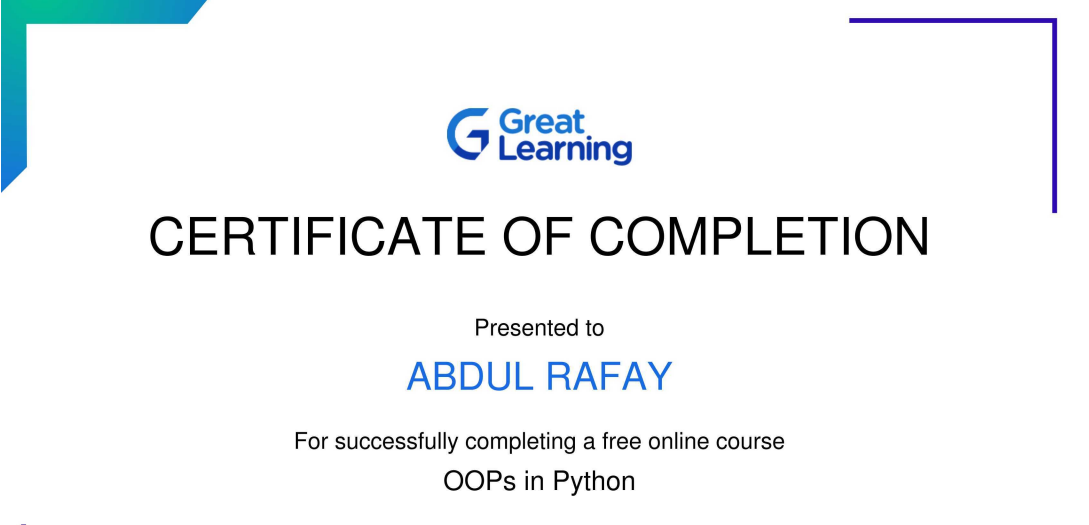 Great
Learning
CERTIFICATE OF COMPLETION
Presented to
ABDUL RAFAY
For successfully completing a free online course
OOPs in Python